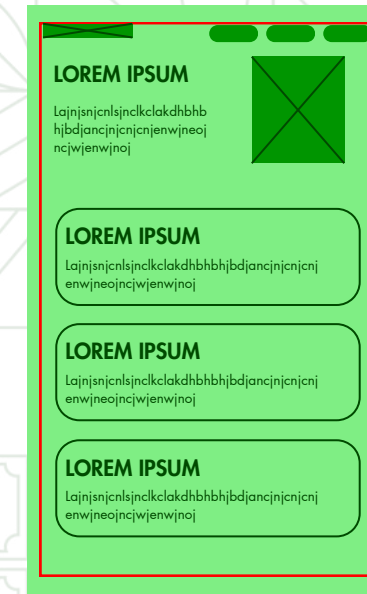 LOREM IPSUM
Lajnjsnjcnlsjnclkclakdhbhb
hjbdjancjnjcnjcnjenwjneoj
ncjwjenwjnoj
LOREM IPSUM
Lajnjsnjcnlsjnclkclakdhbhbhjbdjancjnjcnjcnj
enwjneojncjwjenwjnoj
LOREM IPSUM
Lajnjsnjcnlsjnclkclakdhbhbhjbdjancjnjcnjcnj
enwjneojncjwjenwjnoj
LOREM IPSUM
Lajnjsnjcnlsjnclkclakdhbhbhjbdjancjnjcnjcnj
enwjneojncjwjenwjnoj